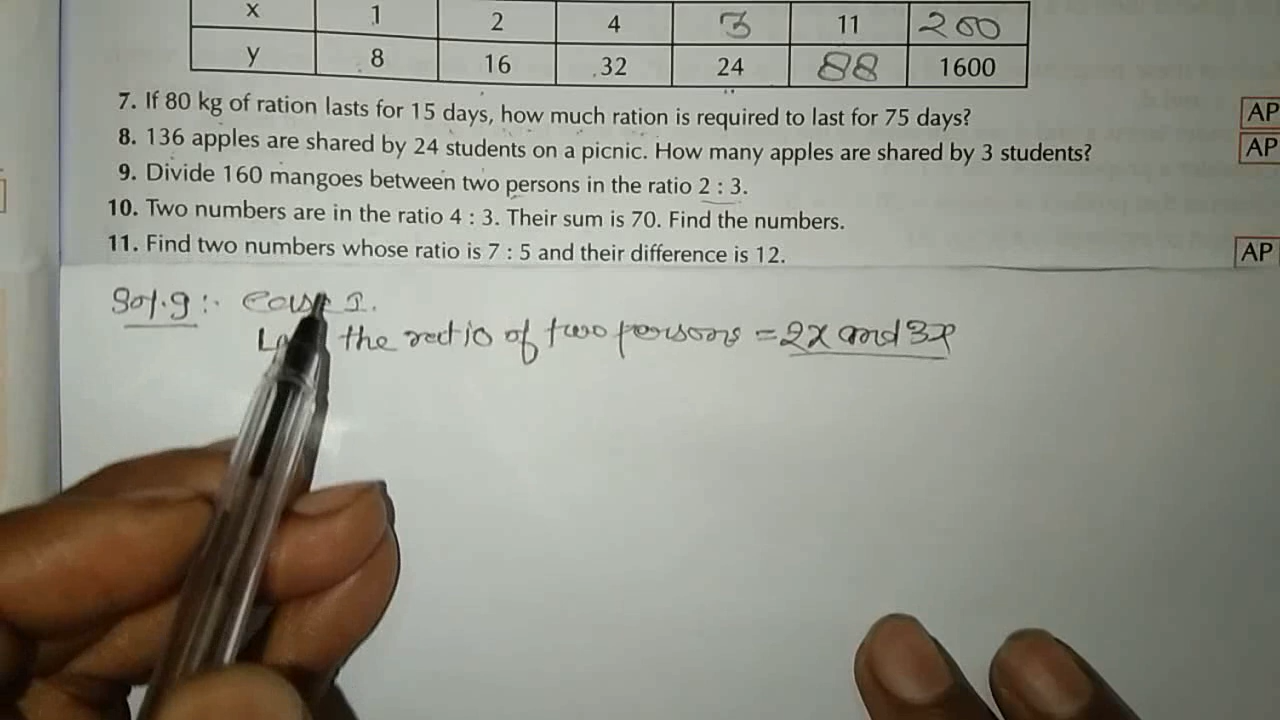 x 1 2 4 3 11 200
y 8 16 32 24 88 1600
7. If 80 kg of ration lasts for 15 days, how much ration is required to last for 75 days? AP
8. 136 apples are shared by 24 students on a picnic. How many apples are shared by 3 students? AP
9. Divide 160 mangoes between two persons in the ratio 2 : 3.
10. Two numbers are in the ratio 4 : 3. Their sum is 70. Find the numbers.
11. Find two numbers whose ratio is 7 : 5 and their difference is 12. AP
Sol.9:- I.
the ratio of two persons = 2x and 3x